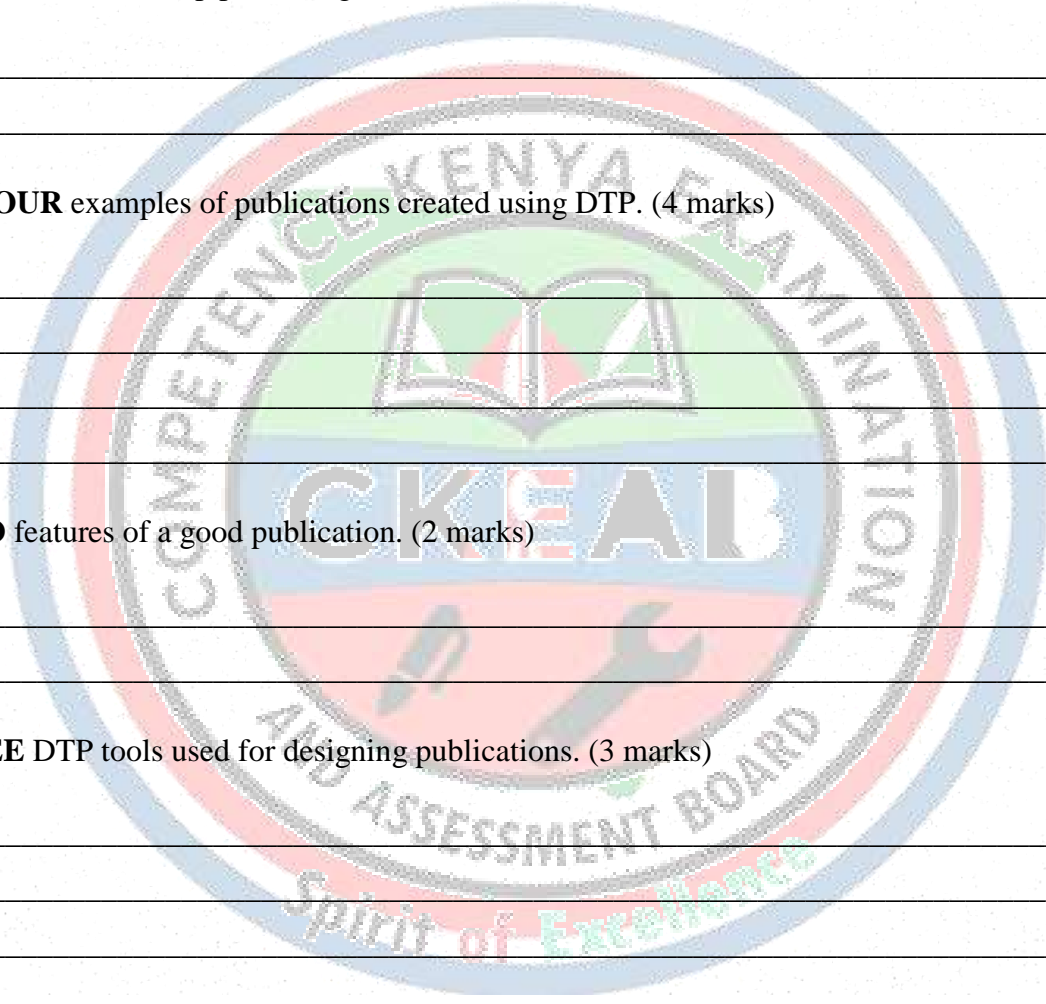 OUR examples of publications created using DTP. (4 marks)
features of a good publication. (2 marks)
EE DTP tools used for designing publications. (3 marks)
COMPETENCE KENYA EXAMINATION
AND ASSESSMENT BOARD
CKEAB
Spirit of Excellence